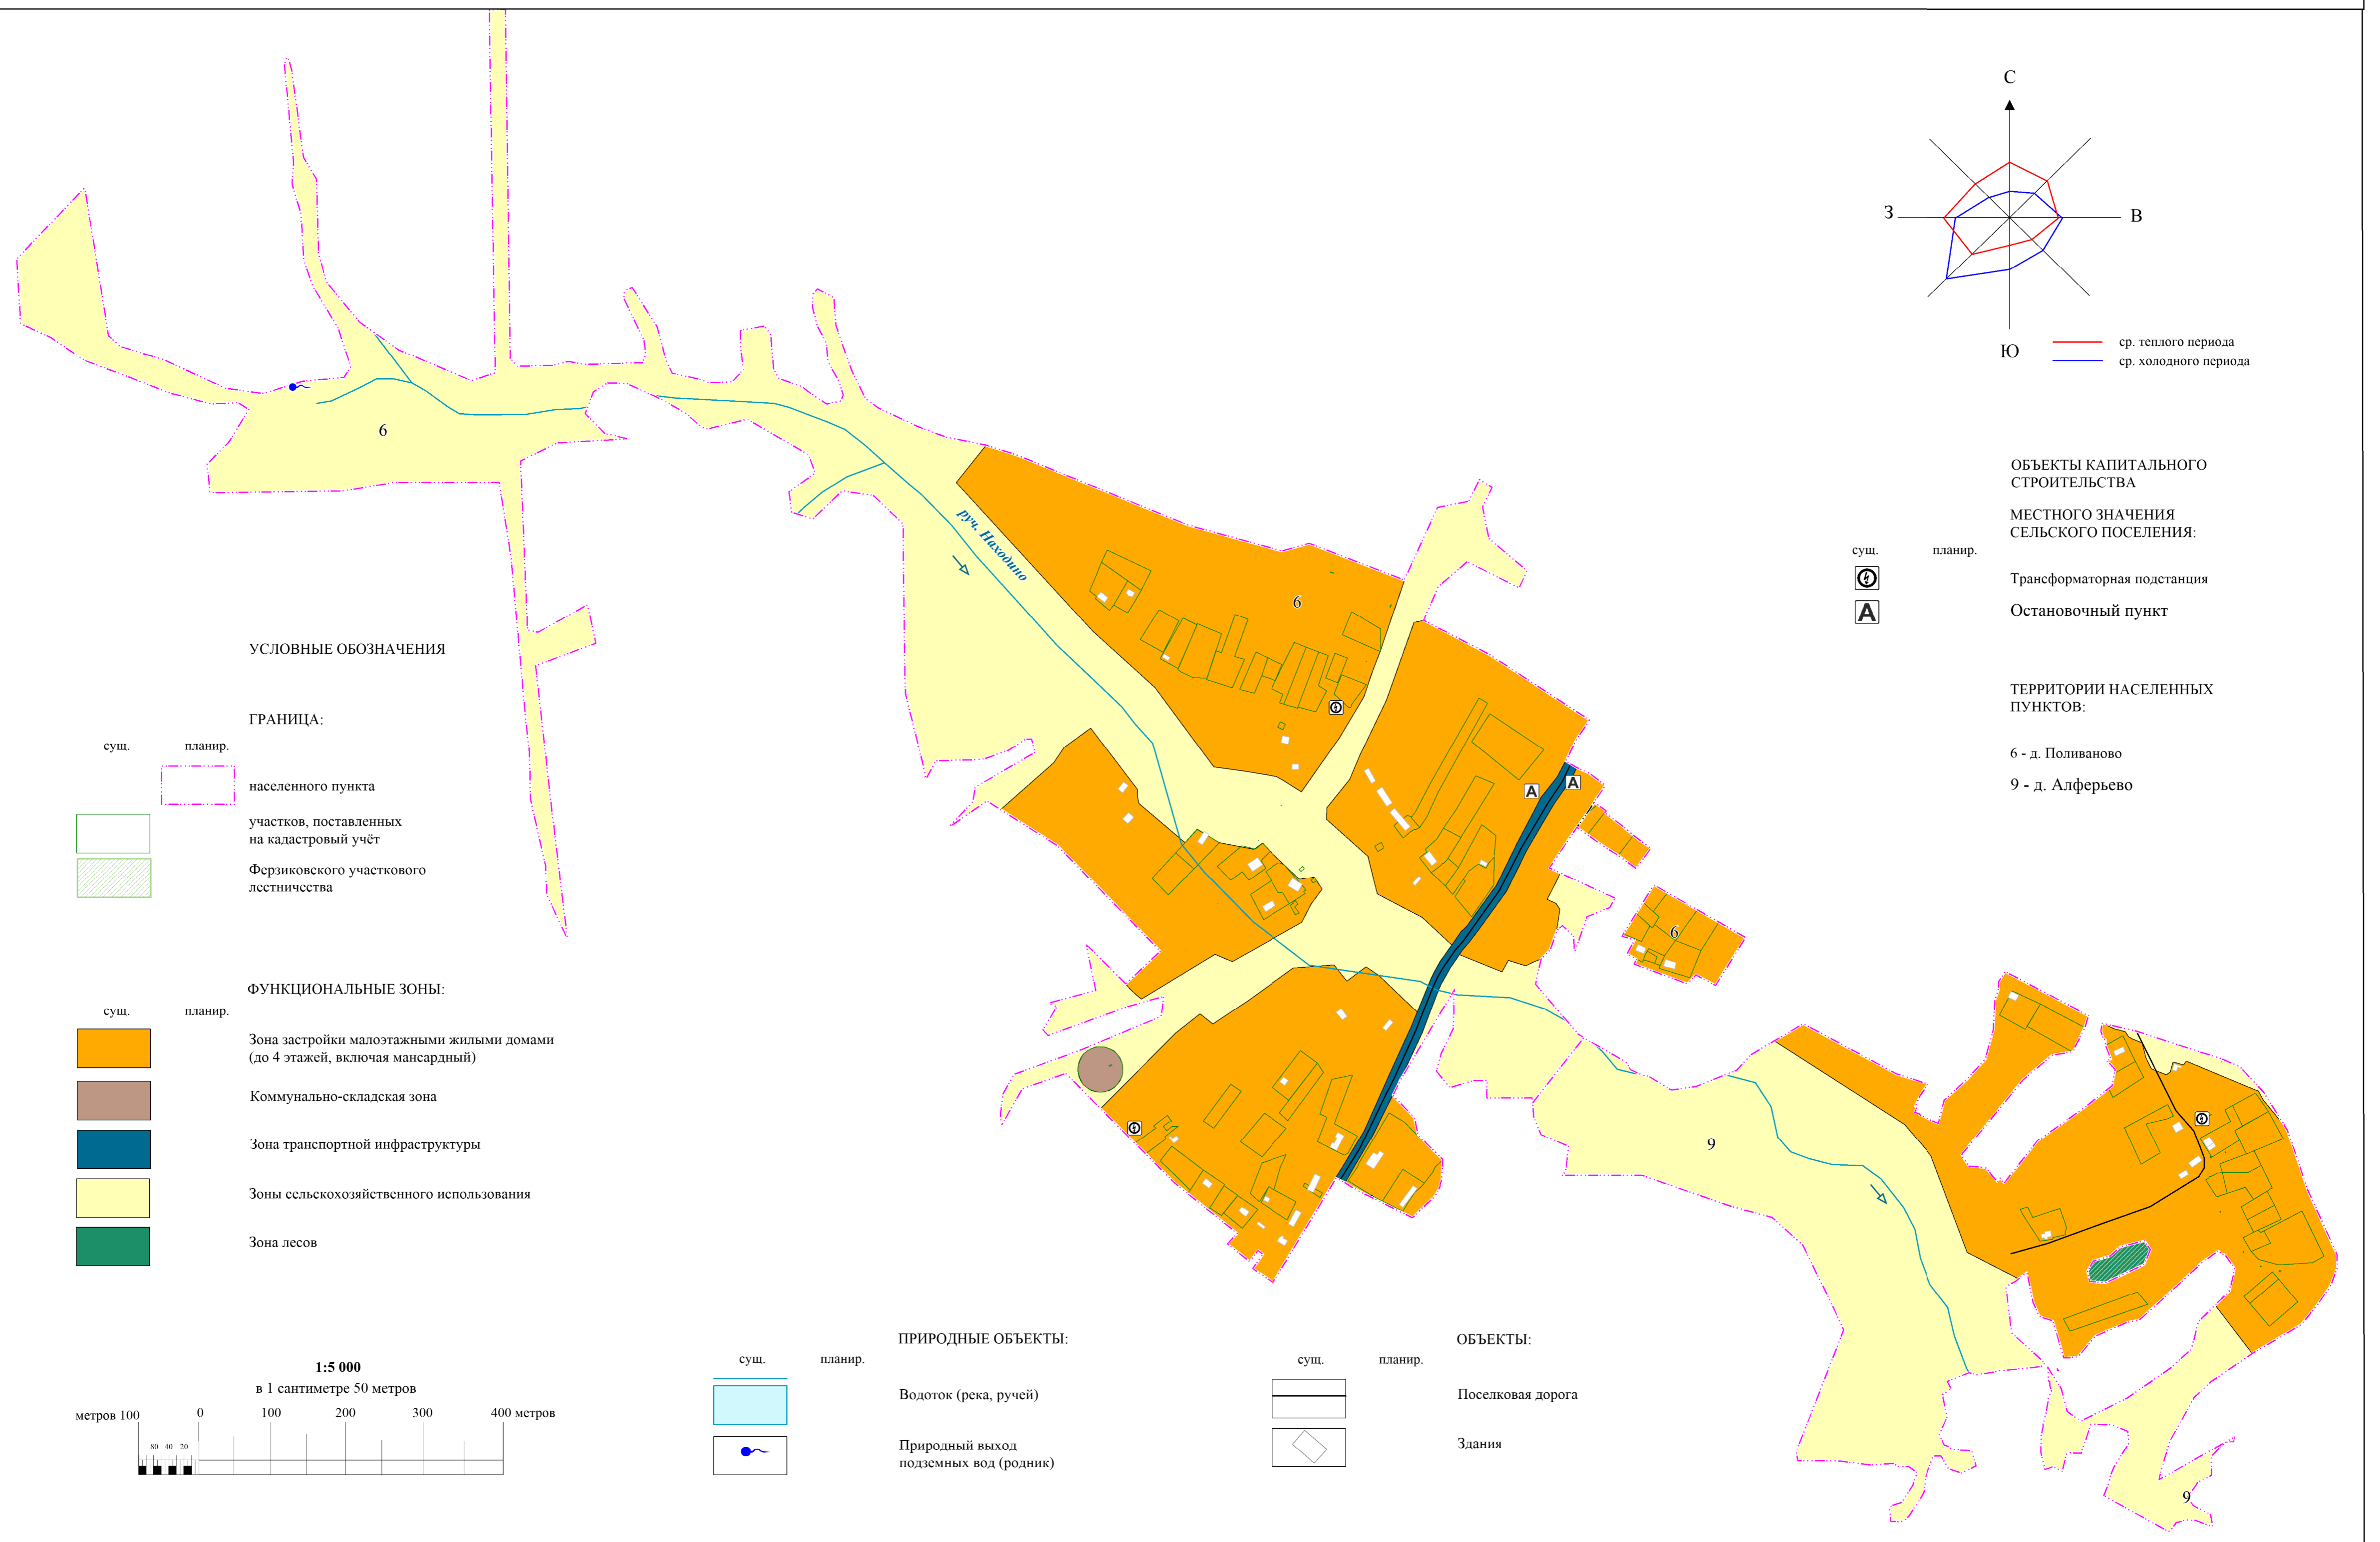 С
З
В
Ю
ср. теплого периода
ср. холодного периода
6
ОБЪЕКТЫ КАПИТАЛЬНОГО
СТРОИТЕЛЬСТВА
МЕСТНОГО ЗНАЧЕНИЯ
СЕЛЬСКОГО ПОСЕЛЕНИЯ:
сущ.
планир.
Трансформаторная подстанция
А
Остановочный пункт
ТЕРРИТОРИИ НАСЕЛЕННЫХ
ПУНКТОВ:
6 - д. Поливаново
9 - д. Алферьево
руч. Находино
6
А
А
6
9
9
УСЛОВНЫЕ ОБОЗНАЧЕНИЯ
ГРАНИЦА:
сущ.
планир.
населенного пункта
участков, поставленных
на кадастровый учёт
Ферзиковского участкового
лестничества
ФУНКЦИОНАЛЬНЫЕ ЗОНЫ:
сущ.
планир.
Зона застройки малоэтажными жилыми домами
(до 4 этажей, включая мансардный)
Коммунально-складская зона
Зона транспортной инфраструктуры
Зоны сельскохозяйственного использования
Зона лесов
1:5 000
в 1 сантиметре 50 метров
метров 100
0
100
200
300
400 метров
80
40
20
ПРИРОДНЫЕ ОБЪЕКТЫ:
сущ.
планир.
Водоток (река, ручей)
Природный выход
подземных вод (родник)
ОБЪЕКТЫ:
сущ.
планир.
Поселковая дорога
Здания